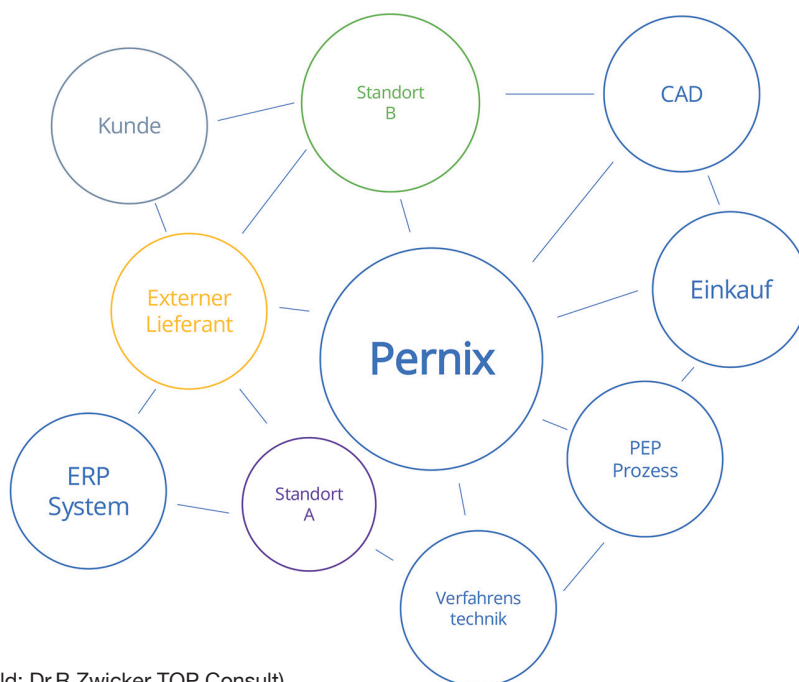 Standort
B
CAD
Kunde
Externer
Lieferant
Einkauf
Pernix
ERP
System
PEP
Prozess
Standort
A
Verfahrens
technik
ld: Dr.R.Zwicker TOP Consult)